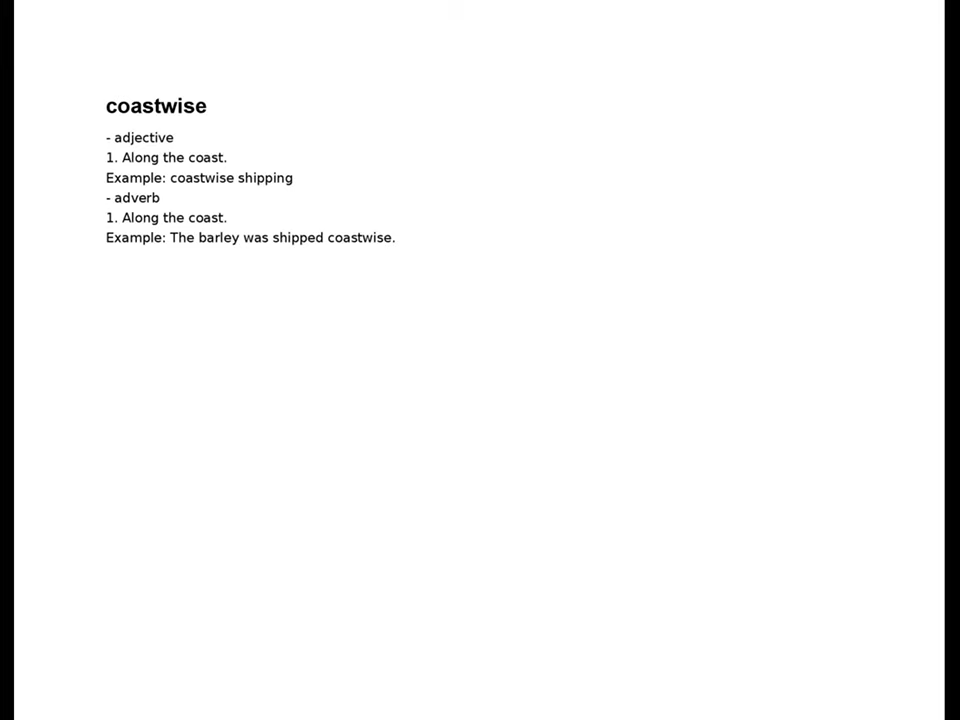 coastwise
- adjective
1. Along the coast.
Example: coastwise shipping
- adverb
1. Along the coast.
Example: The barley was shipped coastwise.